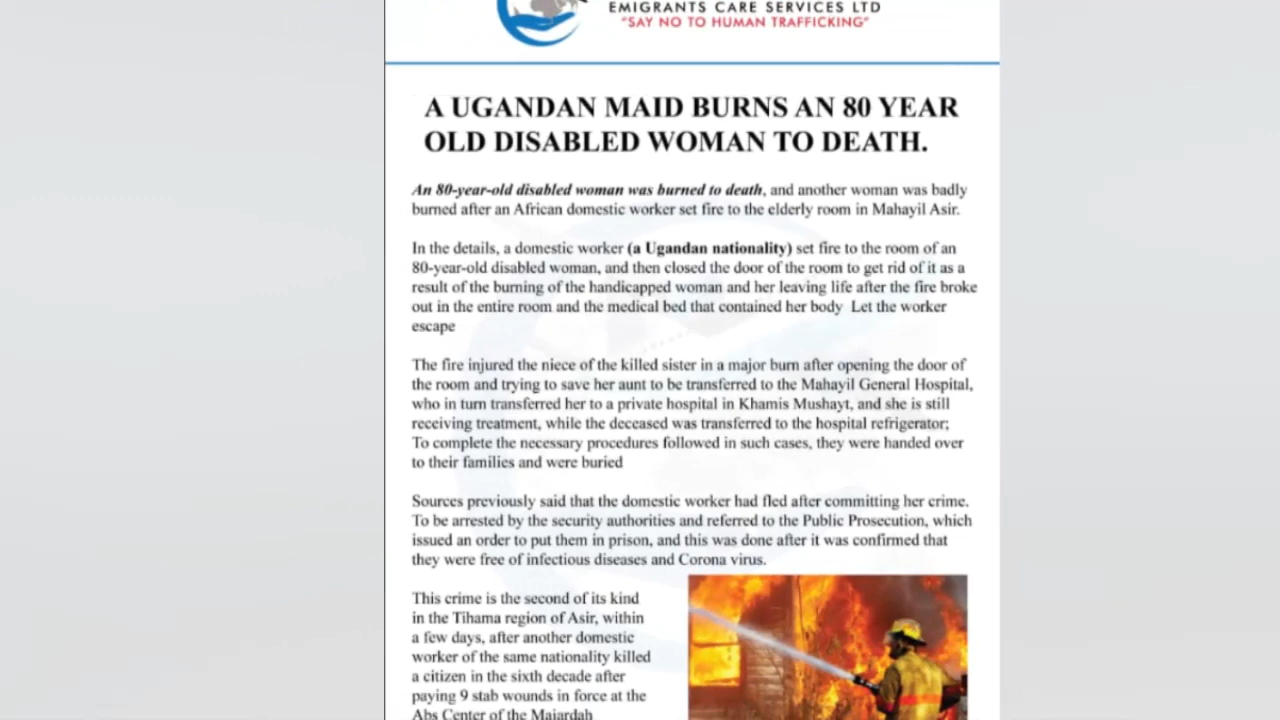 EMIGRANTS CARE SERVICES LTD
"SAY NO TO HUMAN TRAFFICKING"
A UGANDAN MAID BURNS AN 80 YEAR
OLD DISABLED WOMAN TO DEATH.
An 80-year-old disabled woman was burned to death, and another woman was badly
burned after an African domestic worker set fire to the elderly room in Mahayil Asir.
In the details, a domestic worker (a Ugandan nationality) set fire to the room of an
80-year-old disabled woman, and then closed the door of the room to get rid of it as a
result of the burning of the handicapped woman and her leaving life after the fire broke
out in the entire room and the medical bed that contained her body Let the worker
escape
The fire injured the niece of the killed sister in a major burn after opening the door of
the room and trying to save her aunt to be transferred to the Mahayil General Hospital,
who in turn transferred her to a private hospital in Khamis Mushayt, and she is still
receiving treatment, while the deceased was transferred to the hospital refrigerator;
To complete the necessary procedures followed in such cases, they were handed over
to their families and were buried
Sources previously said that the domestic worker had fled after committing her crime.
To be arrested by the security authorities and referred to the Public Prosecution, which
issued an order to put them in prison, and this was done after it was confirmed that
they were free of infectious diseases and Corona virus.
This crime is the second of its kind
in the Tihama region of Asir, within
a few days, after another domestic
worker of the same nationality killed
a citizen in the sixth decade after
paying 9 stab wounds in force at the
Abs Center of the Majardah